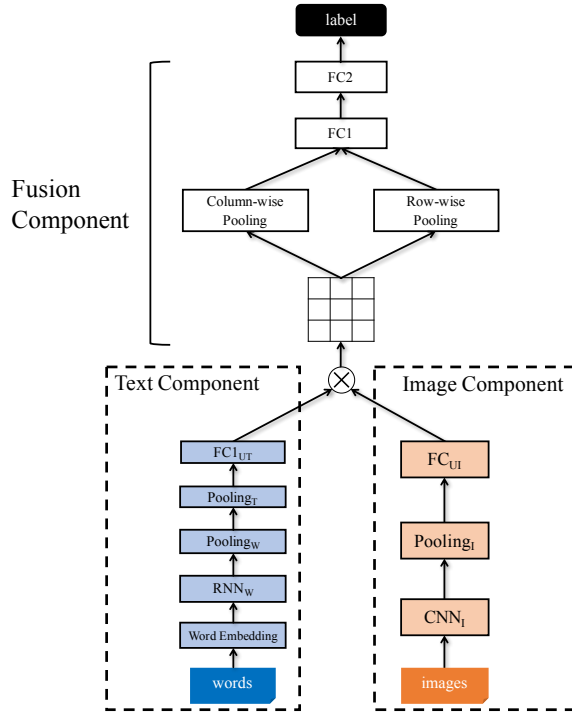 label
FC2
FC1
Fusion
Component
Column-wise
Pooling
Row-wise
Pooling
Text Component
FC1UT
PoolingT
PoolingW
RNNW
Word Embedding
words
Image Component
FCUI
PoolingI
CNNI
images